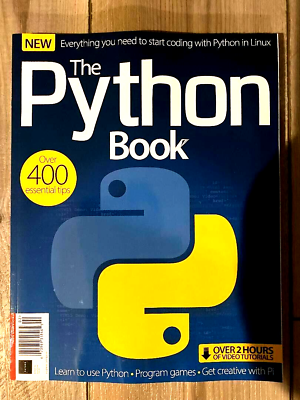 NEW
Everything you need to start coding with Python in Linux
The
Python
Book
Over
400
essential tips
OVER 2 HOURS
OF VIDEO TUTORIALS
Learn to use Python • Program games • Get creative with Pi